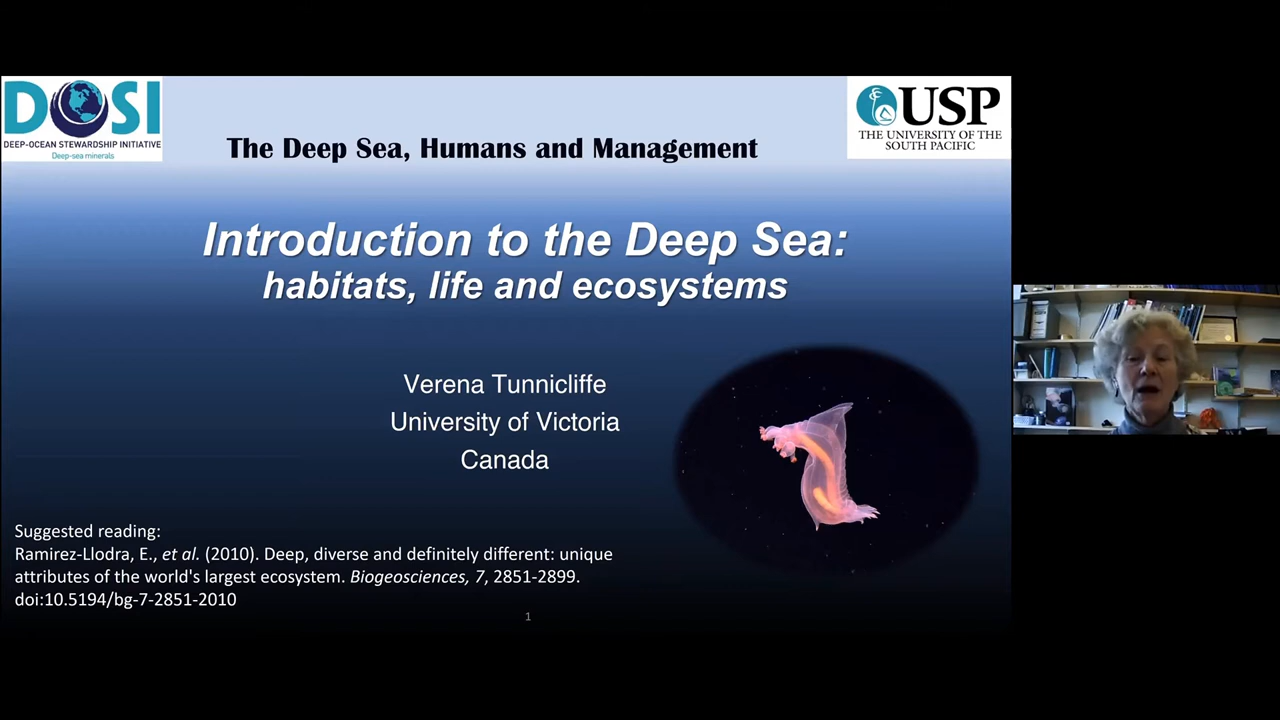 DOSI
DEEP-OCEAN STEWARDSHIP INITIATIVE
Deep-sea minerals
USP
THE UNIVERSITY OF THE
SOUTH PACIFIC
The Deep Sea, Humans and Management
Introduction to the Deep Sea:
habitats, life and ecosystems
Verena Tunnicliffe
University of Victoria
Canada
Suggested reading:
Ramirez-Llodra, E., et al. (2010). Deep, diverse and definitely different: unique
attributes of the world's largest ecosystem. Biogeosciences, 7, 2851-2899.
doi:10.5194/bg-7-2851-2010
1